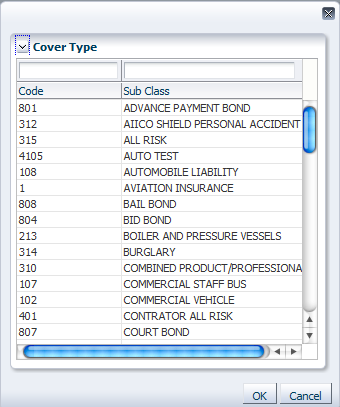 Cover Type
Code Sub Class
801 ADVANCE PAYMENT BOND
312 AIICO SHIELD PERSONAL ACCIDENT
315 ALL RISK
4105 AUTO TEST
108 AUTOMOBILE LIABILITY
1 AVIATION INSURANCE
808 BAIL BOND
804 BID BOND
213 BOILER AND PRESSURE VESSELS
314 BURGLARY
310 COMBINED PRODUCT/PROFESSIONA
107 COMMERCIAL STAFF BUS
102 COMMERCIAL VEHICLE
401 CONTRATOR ALL RISK
807 COURT BOND
OK Cancel